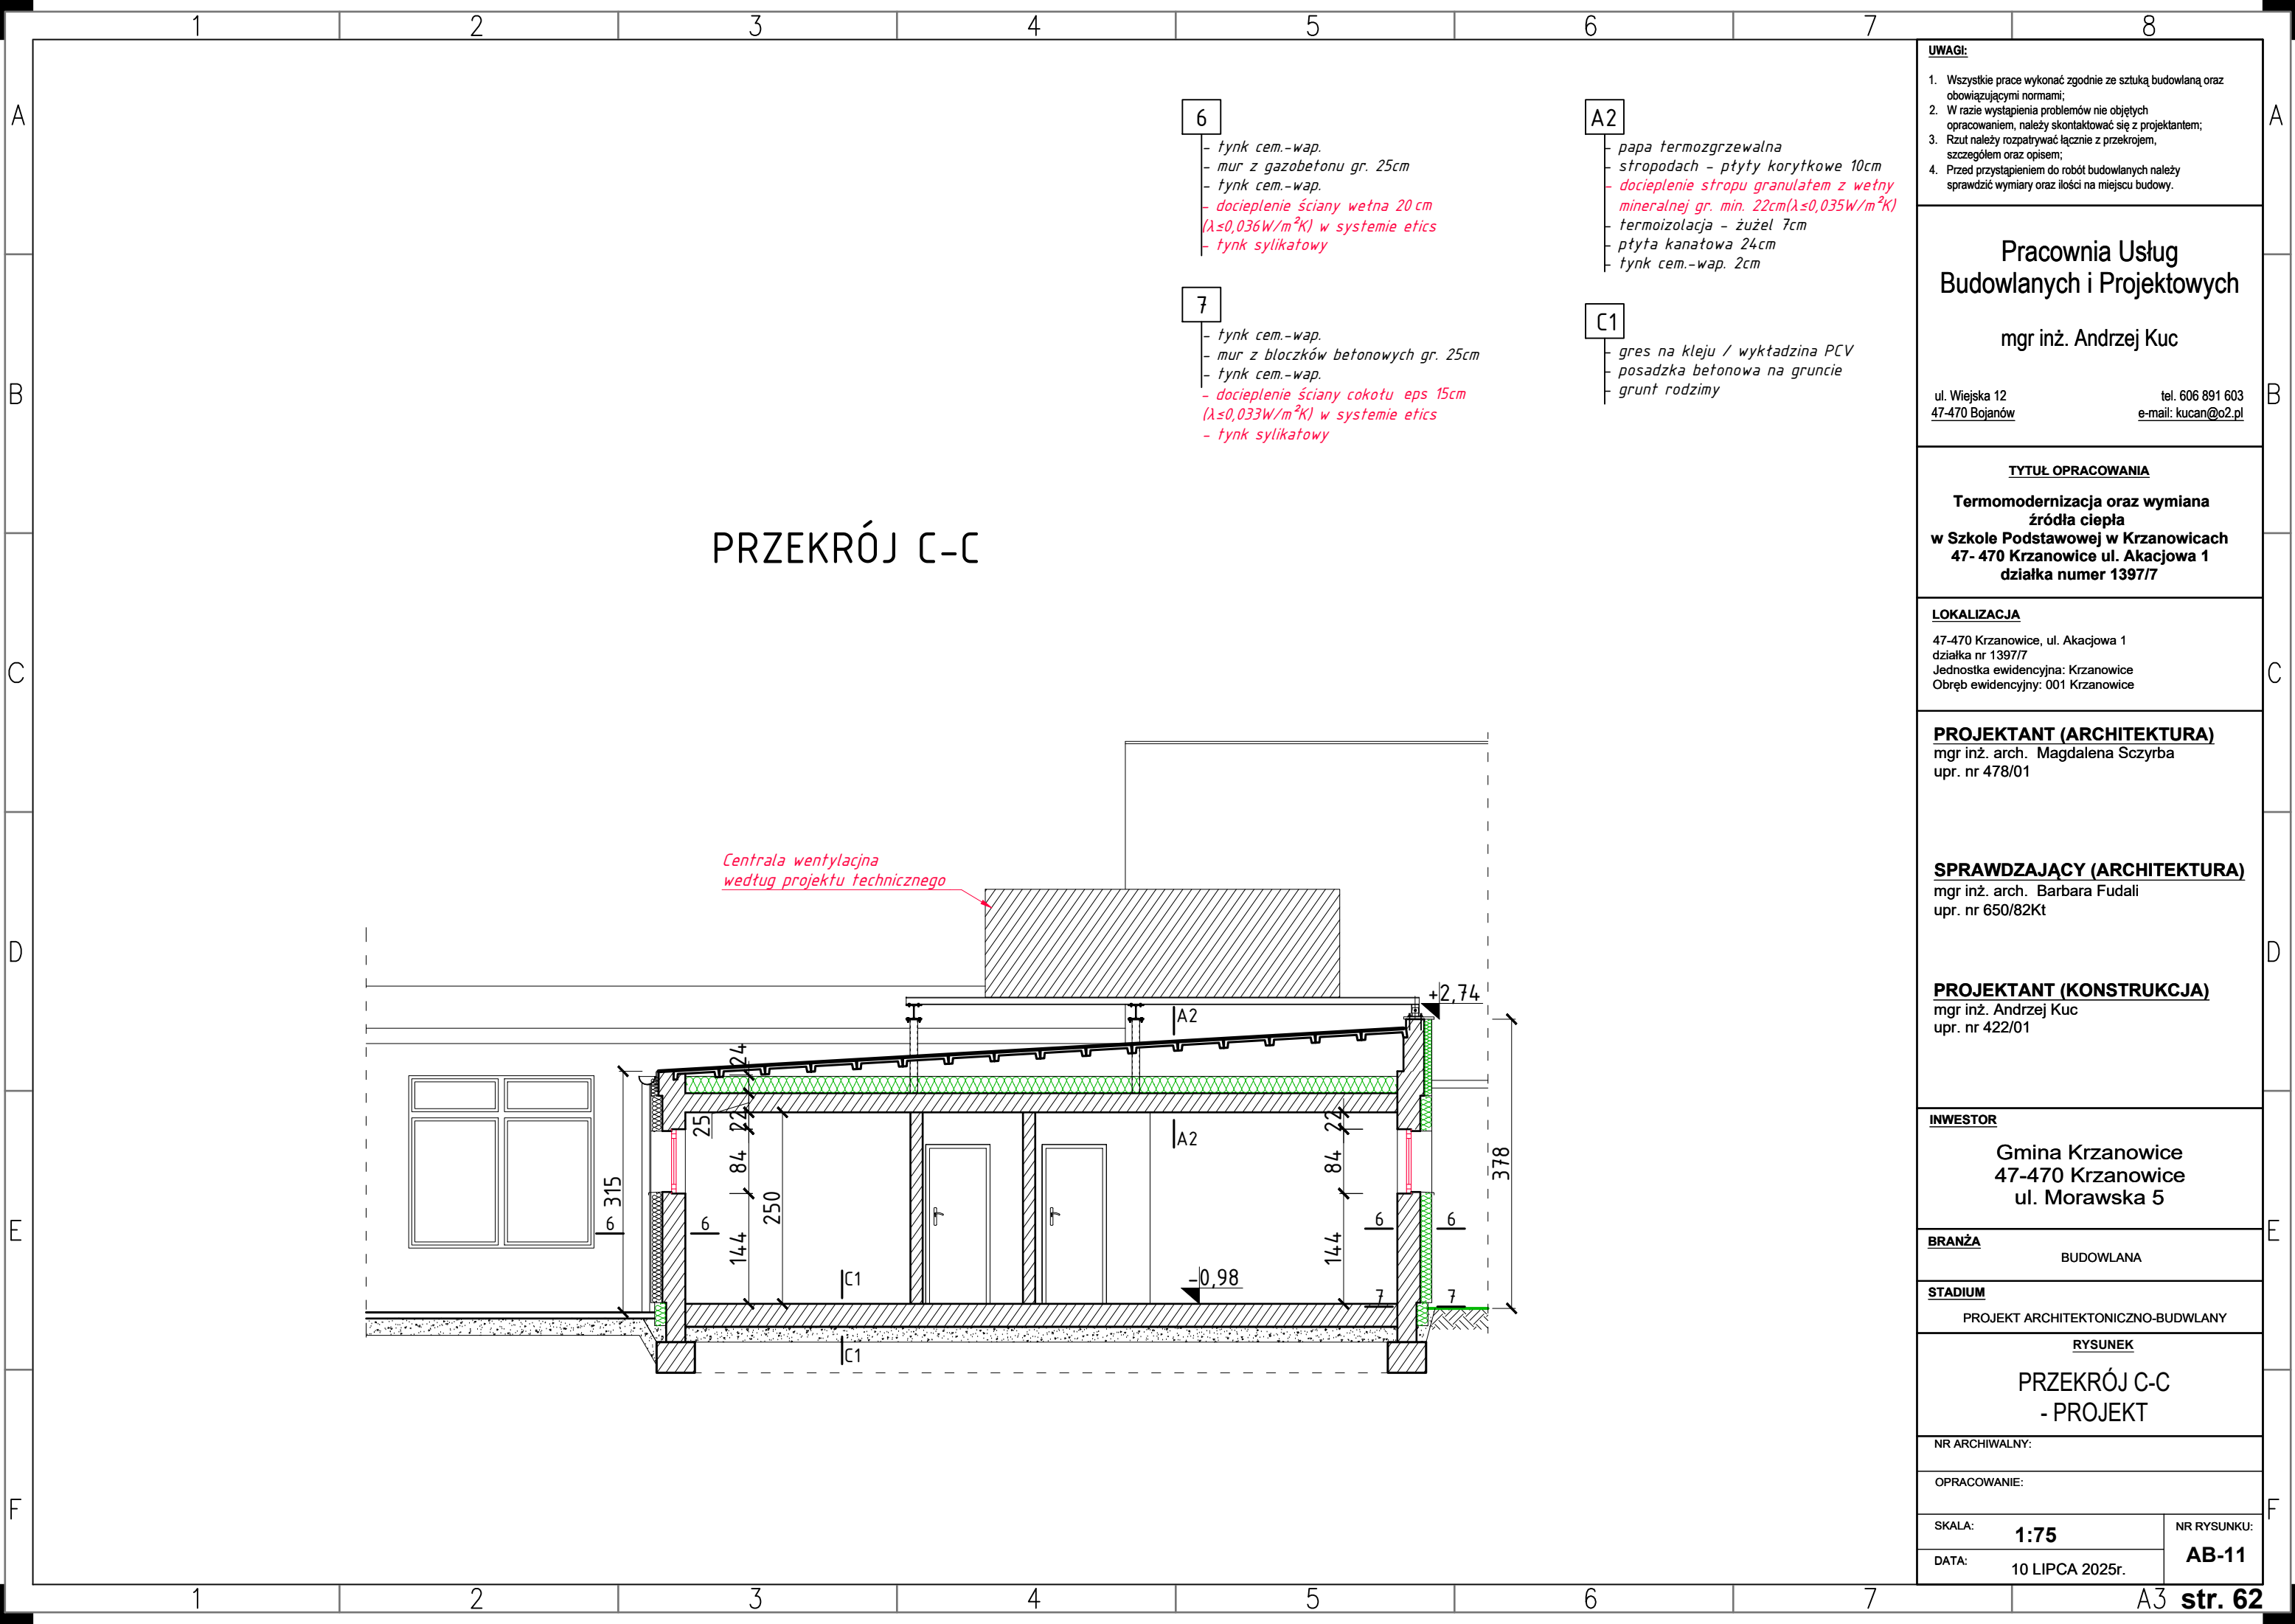 1 2 3 4 5 6 7 8
A A
B B
C C
D D
E E
F F
6
- tynk cem.-wap.
- mur z gazobetonu gr. 25cm
- tynk cem.-wap.
- docieplenie ściany wełna 20 cm
(λ≤0,036W/m²K) w systemie etics
- tynk sylikatowy
7
- tynk cem.-wap.
- mur z bloczków betonowych gr. 25cm
- tynk cem.-wap.
- docieplenie ściany cokołu eps 15cm
(λ≤0,033W/m²K) w systemie etics
- tynk sylikatowy
A2
- papa termozgrzewalna
- stropodach - płyty korytkowe 10cm
- docieplenie stropu granulatem z wełny
mineralnej gr. min. 22cm(λ≤0,035W/m²K)
- termoizolacja - żużel 7cm
- płyta kanałowa 24cm
- tynk cem.-wap. 2cm
C1
- gres na kleju / wykładzina PCV
- posadzka betonowa na gruncie
- grunt rodzimy
PRZEKRÓJ C-C
Centrala wentylacjna
według projektu technicznego
+2,74
A2
24
25
24
22
A2
84
84
315
250
378
6 6
6 6
144
144
-0,98
C1
7 7
C1
UWAGI:
1. Wszystkie prace wykonać zgodnie ze sztuką budowlaną oraz
obowiązującymi normami;
2. W razie wystąpienia problemów nie objętych
opracowaniem, należy skontaktować się z projektantem;
3. Rzut należy rozpatrywać łącznie z przekrojem,
szczegółem oraz opisem;
4. Przed przystąpieniem do robót budowlanych należy
sprawdzić wymiary oraz ilości na miejscu budowy.
Pracownia Usług
Budowlanych i Projektowych
mgr inż. Andrzej Kuc
ul. Wiejska 12 tel. 606 891 603
47-470 Bojanów e-mail: kucan@o2.pl
TYTUŁ OPRACOWANIA
Termomodernizacja oraz wymiana
źródła ciepła
w Szkole Podstawowej w Krzanowicach
47- 470 Krzanowice ul. Akacjowa 1
działka numer 1397/7
LOKALIZACJA
47-470 Krzanowice, ul. Akacjowa 1
działka nr 1397/7
Jednostka ewidencyjna: Krzanowice
Obręb ewidencyjny: 001 Krzanowice
PROJEKTANT (ARCHITEKTURA)
mgr inż. arch. Magdalena Sczyrba
upr. nr 478/01
SPRAWDZAJĄCY (ARCHITEKTURA)
mgr inż. arch. Barbara Fudali
upr. nr 650/82Kt
PROJEKTANT (KONSTRUKCJA)
mgr inż. Andrzej Kuc
upr. nr 422/01
INWESTOR
Gmina Krzanowice
47-470 Krzanowice
ul. Morawska 5
BRANŻA
BUDOWLANA
STADIUM
PROJEKT ARCHITEKTONICZNO-BUDWLANY
RYSUNEK
PRZEKRÓJ C-C
- PROJEKT
NR ARCHIWALNY:
OPRACOWANIE:
SKALA: 1:75
NR RYSUNKU:
AB-11
DATA: 10 LIPCA 2025r.
1 2 3 4 5 6 7 A3 str. 62